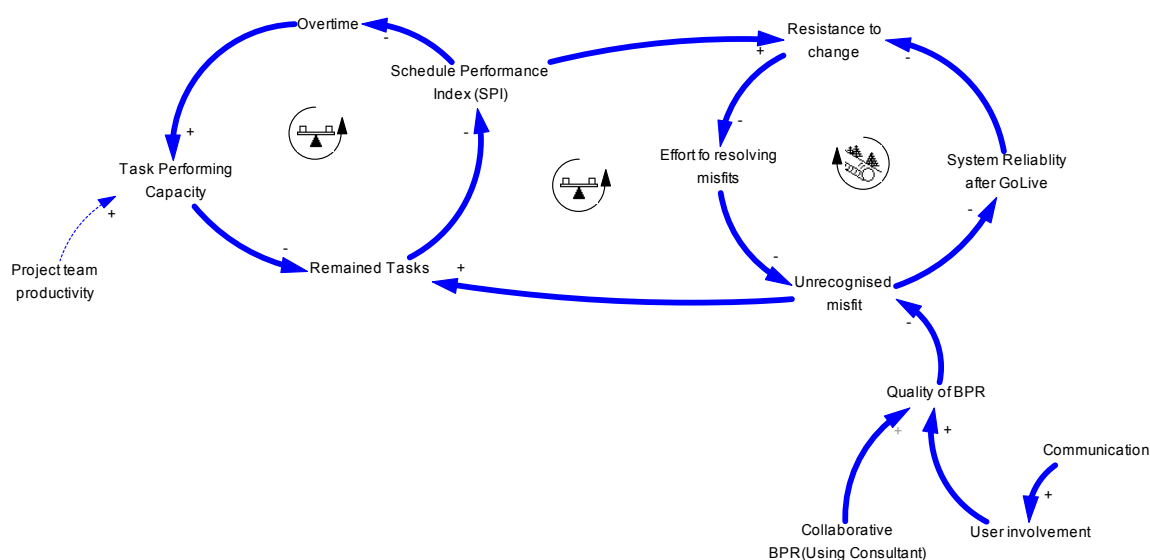 Overtime
Resistance to
change
Schedule Performance
Index (SPI)
Task Performing
Capacity
Effort fo resolving
misfits
System Reliablity
after GoLive
Project team
productivity
Remained Tasks
Unrecognised
misfit
Quality of BPR
Communication
Collaborative
BPR(Using Consultant)
User involvement
-
+
-
+
-
-
+
-
-
+
-
-
-
+
+
+